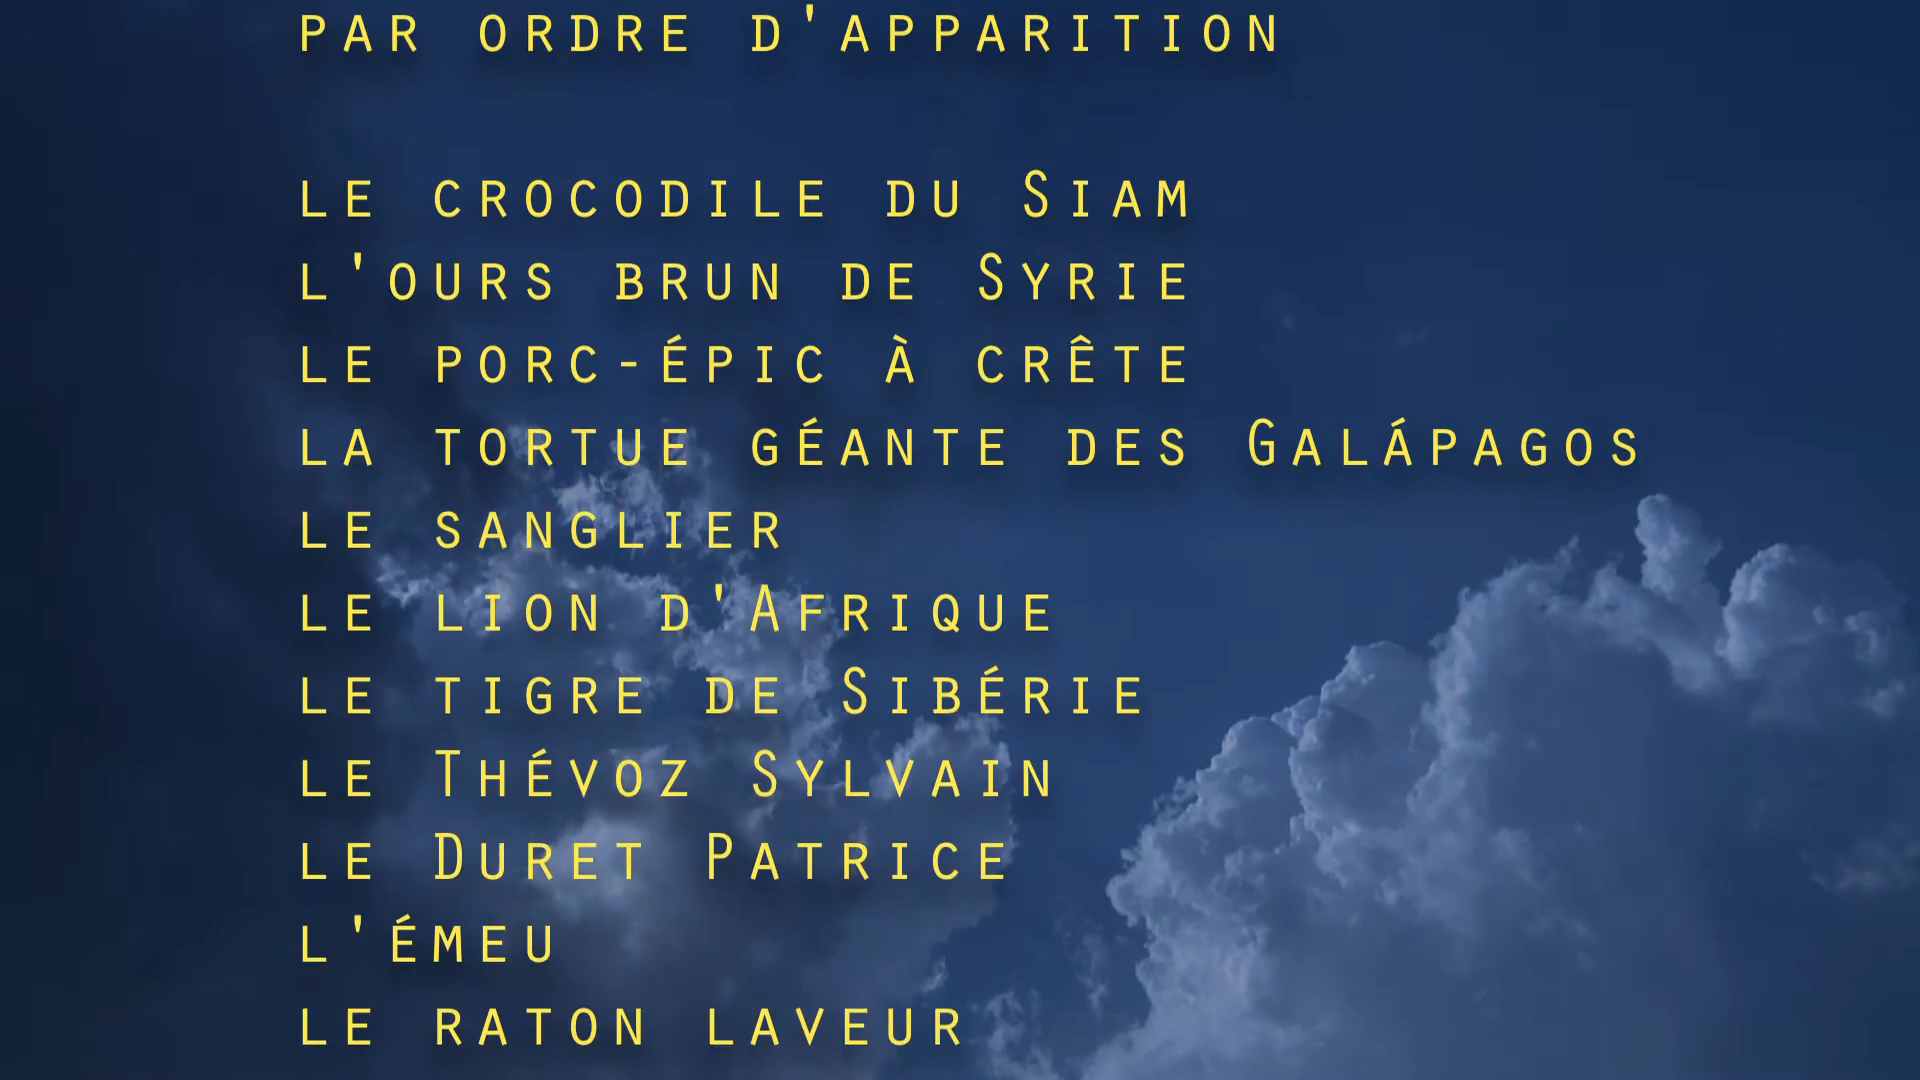 PAR ORDRE D'APPARITION
LE CROCODILE DU SIAM
L'OURS BRUN DE SYRIE
LE PORC-ÉPIC À CRÊTE
LA TORTUE GÉANTE DES GALÁPAGOS
LE SANGLIER
LE LION D'AFRIQUE
LE TIGRE DE SIBÉRIE
LE THÉVOZ SYLVAIN
LE DURET PATRICE
L'ÉMEU
LE RATON LAVEUR